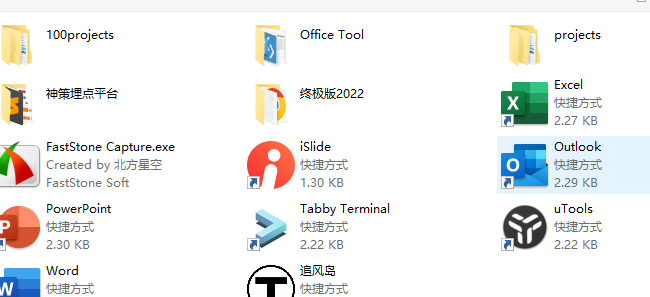 100projects
Office Tool
projects
神策埋点平台
终极版2022
Excel
快捷方式
2.27 KB
FastStone Capture.exe
Created by 北方星空
FastStone Soft
iSlide
快捷方式
1.30 KB
Outlook
快捷方式
2.29 KB
PowerPoint
快捷方式
2.30 KB
Tabby Terminal
快捷方式
2.22 KB
uTools
快捷方式
2.22 KB
Word
快捷方式
追风岛
快捷方式